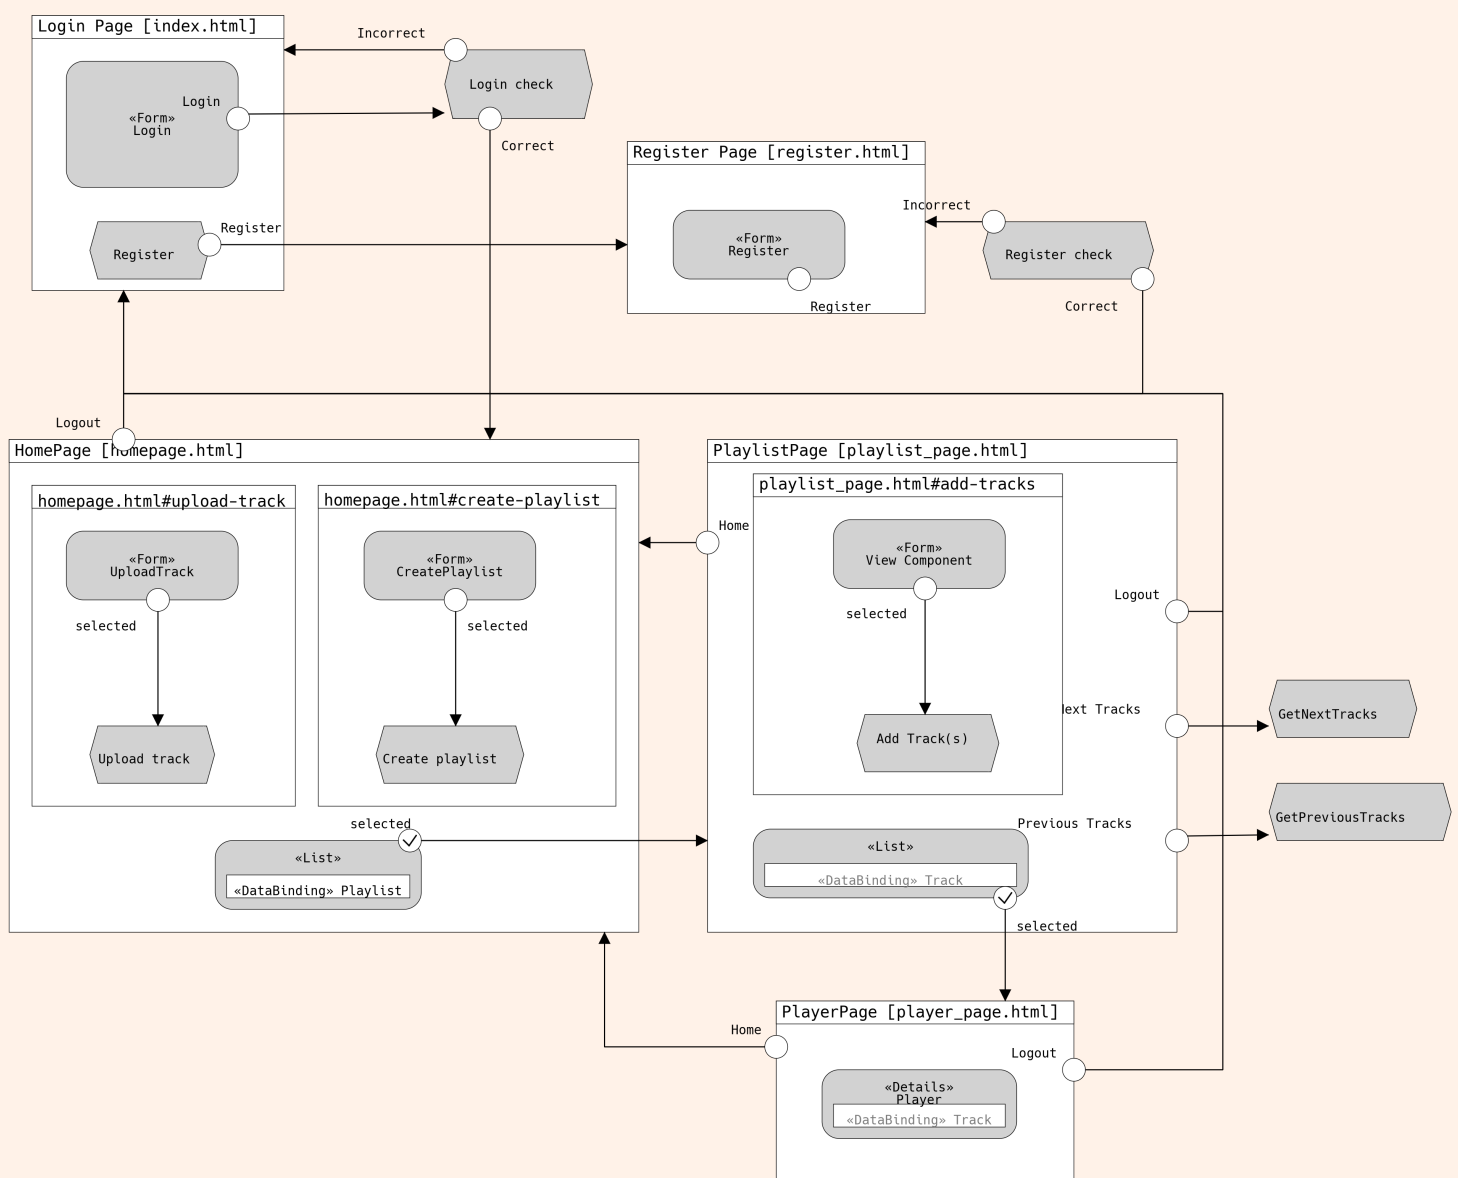 Login Page [index.html]
Incorrect
Login check
Login
«Form»
Login
Correct
Register Page [register.html]
Incorrect
Register
Register
«Form»
Register
Register check
Register
Correct
Logout
HomePage [homepage.html]
PlaylistPage [playlist_page.html]
homepage.html#upload-track
homepage.html#create-playlist
playlist_page.html#add-tracks
Home
«Form»
UploadTrack
«Form»
CreatePlaylist
«Form»
View Component
Logout
selected
selected
selected
Next Tracks
GetNextTracks
Upload track
Create playlist
Add Track(s)
selected
Previous Tracks
GetPreviousTracks
«List»
«DataBinding» Playlist
«List»
«DataBinding» Track
selected
PlayerPage [player_page.html]
Home
Logout
«Details»
Player
«DataBinding» Track